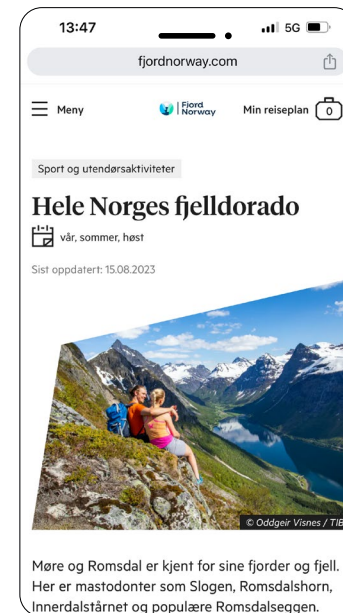 13:47
5G
fjordnorway.com
Meny
Fjord
Norway
Min reiseplan
0
Sport og utendørsaktiviteter
Hele Norges fjelldorado
vår, sommer, høst
Sist oppdatert: 15.08.2023
© Oddgeir Visnes / TIB
Møre og Romsdal er kjent for sine fjorder og fjell.
Her er mastodonter som Slogen, Romsdalshorn,
Innerdalstårnet og populære Romsdalseggen.